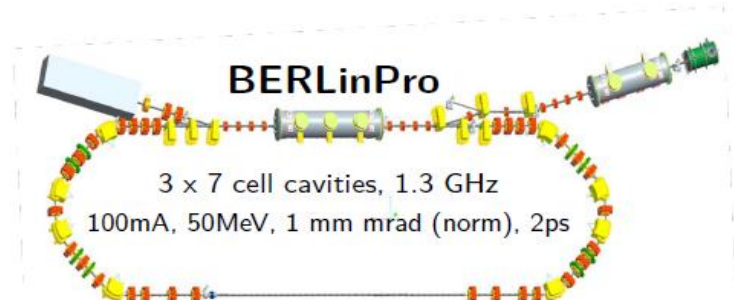 BERLinPro
3 x 7 cell cavities, 1.3 GHz
100mA, 50MeV, 1 mm mrad (norm), 2ps